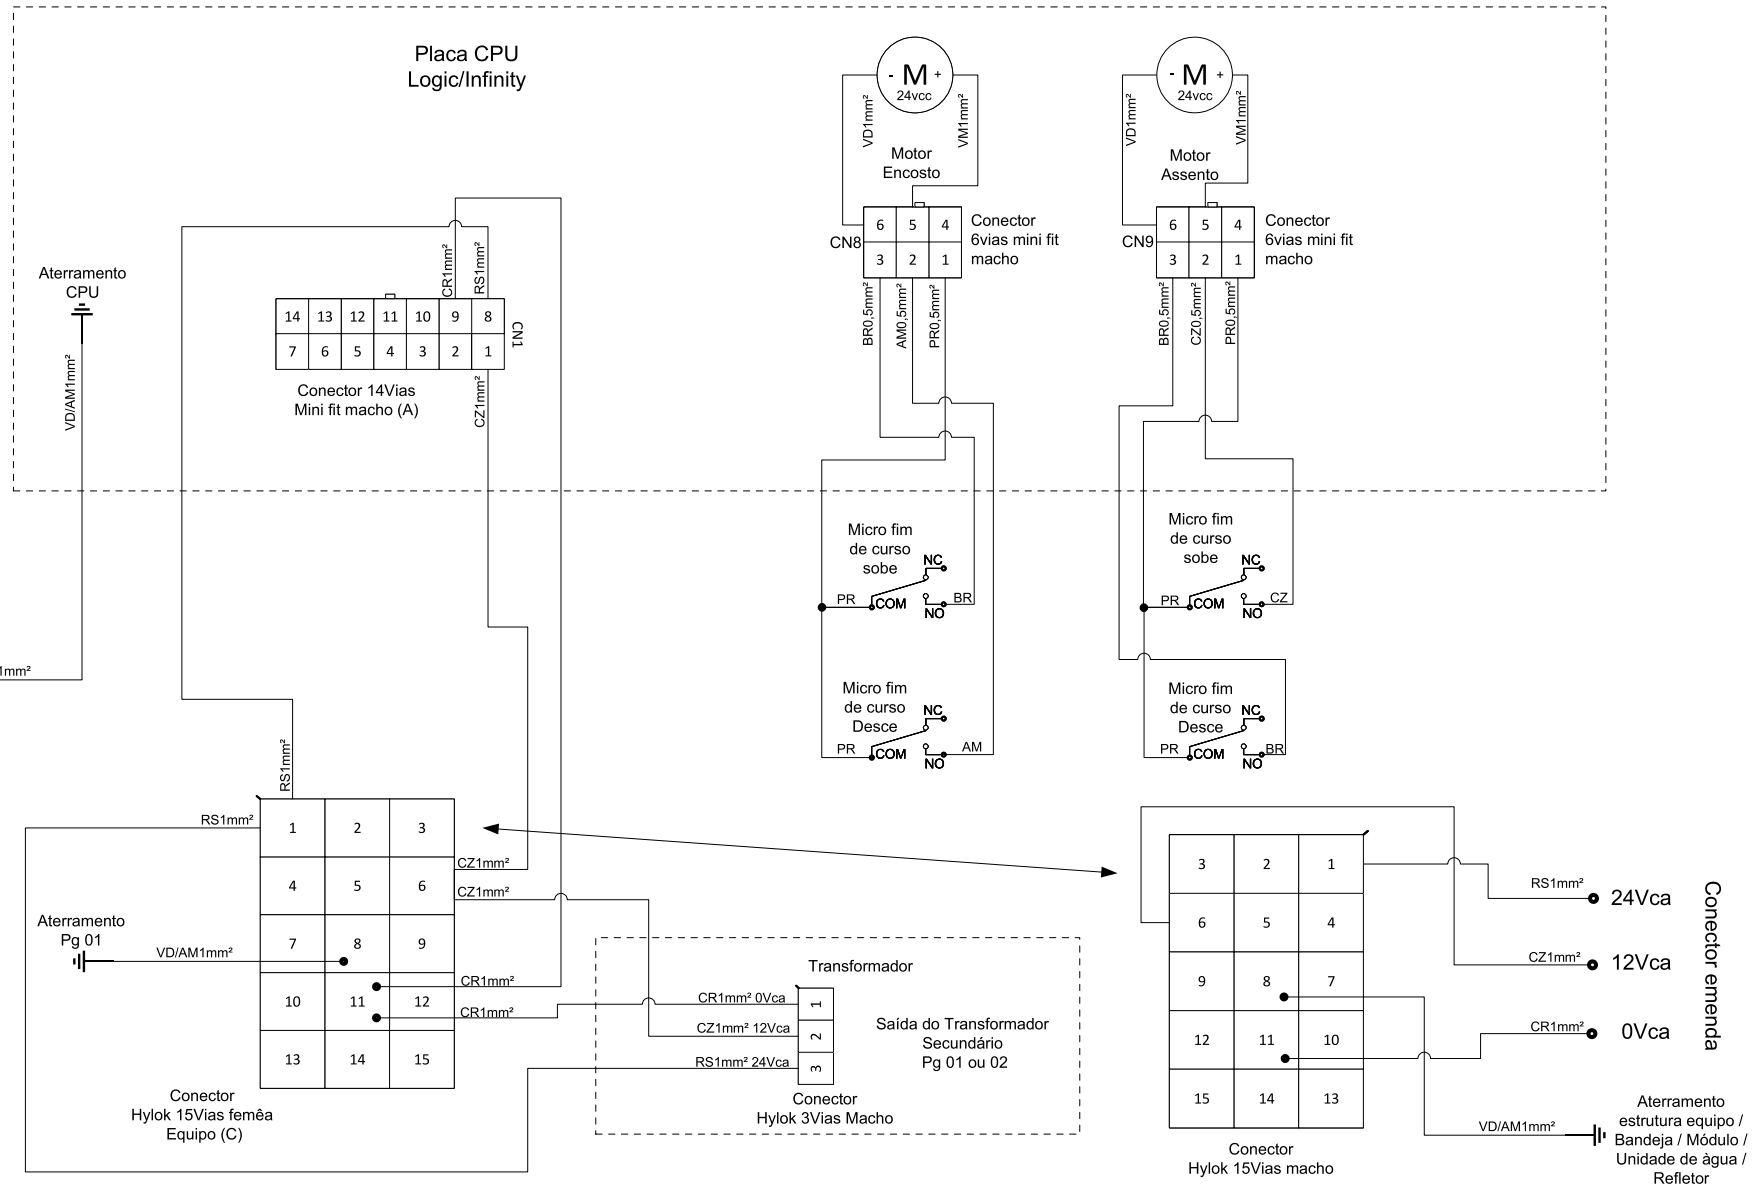 Placa CPU
Logic/Infinity
- M +
24vcc
VD1mm²
VM1mm²
Motor
Encosto
6 5 4
3 2 1
CN8
Conector
6vias mini fit
macho
BR0,5mm²
AM0,5mm²
PR0,5mm²
- M +
24vcc
VD1mm²
VM1mm²
Motor
Assento
6 5 4
3 2 1
CN9
Conector
6vias mini fit
macho
BR0,5mm²
CZ0,5mm²
PR0,5mm²
Aterramento
CPU
VD/AM1mm²
CR1mm²
RS1mm²
14 13 12 11 10 9 8
7 6 5 4 3 2 1
CN1
Conector 14Vias
Mini fit macho (A)
CZ1mm²
Micro fim
de curso
sobe
NC
PR
COM
NO
BR
Micro fim
de curso
Desce
NC
PR
COM
NO
AM
Micro fim
de curso
sobe
NC
PR
COM
NO
CZ
Micro fim
de curso
Desce
NC
PR
COM
NO
BR
1mm²
RS1mm²
RS1mm²
1 2 3
4 5 6
7 8 9
10 11 12
13 14 15
CZ1mm²
CZ1mm²
CR1mm²
CR1mm²
Aterramento
Pg 01
VD/AM1mm²
Conector
Hylok 15Vias femêa
Equipo (C)
Transformador
CR1mm² 0Vca
CZ1mm² 12Vca
RS1mm² 24Vca
1
2
3
Saída do Transformador
Secundário
Pg 01 ou 02
Conector
Hylok 3Vias Macho
3 2 1
6 5 4
9 8 7
12 11 10
15 14 13
Conector
Hylok 15Vias macho
RS1mm²
24Vca
CZ1mm²
12Vca
CR1mm²
0Vca
Conector emenda
VD/AM1mm²
Aterramento
estrutura equipo /
Bandeja / Módulo /
Unidade de àgua /
Refletor